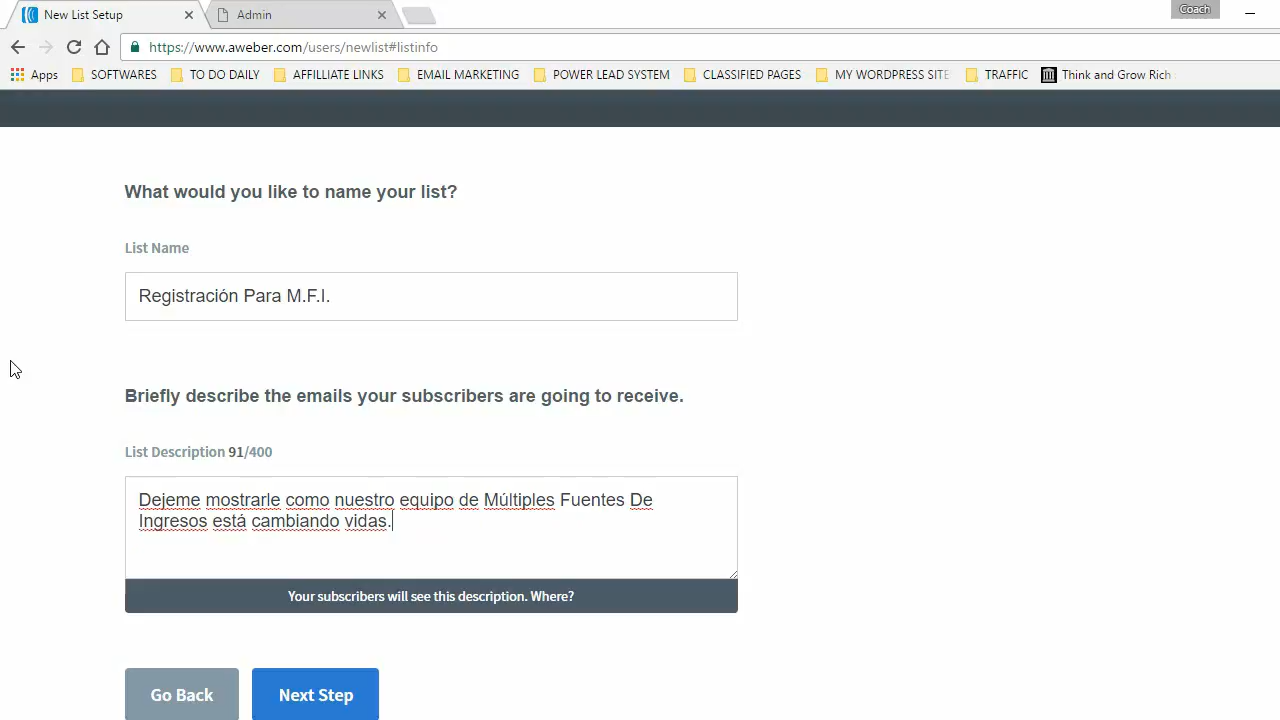 New List Setup
Admin
Coach
https://www.aweber.com/users/newlist#listinfo
Apps SOFTWARES TO DO DAILY AFFILLIATE LINKS EMAIL MARKETING POWER LEAD SYSTEM CLASSIFIED PAGES MY WORDPRESS SITE TRAFFIC Think and Grow Rich
What would you like to name your list?
List Name
Registración Para M.F.I.
Briefly describe the emails your subscribers are going to receive.
List Description 91/400
Dejeme mostrarle como nuestro equipo de Múltiples Fuentes De
Ingresos está cambiando vidas.
Your subscribers will see this description. Where?
Go Back Next Step